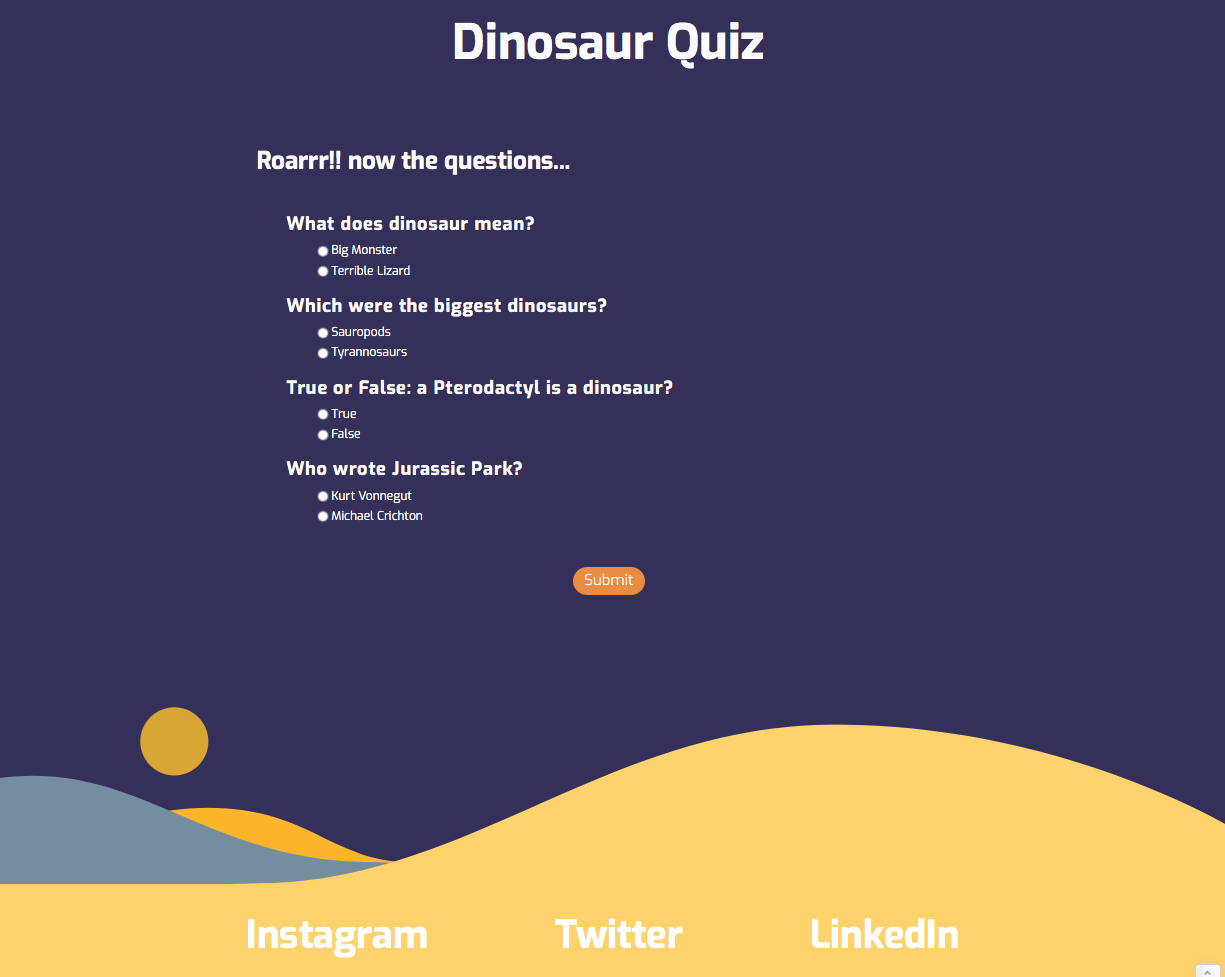 Dinosaur Quiz
Roarrr!! now the questions...
What does dinosaur mean?
Big Monster
Terrible Lizard
Which were the biggest dinosaurs?
Sauropods
Tyrannosaurs
True or False: a Pterodactyl is a dinosaur?
True
False
Who wrote Jurassic Park?
Kurt Vonnegut
Michael Crichton
Submit
Instagram Twitter LinkedIn